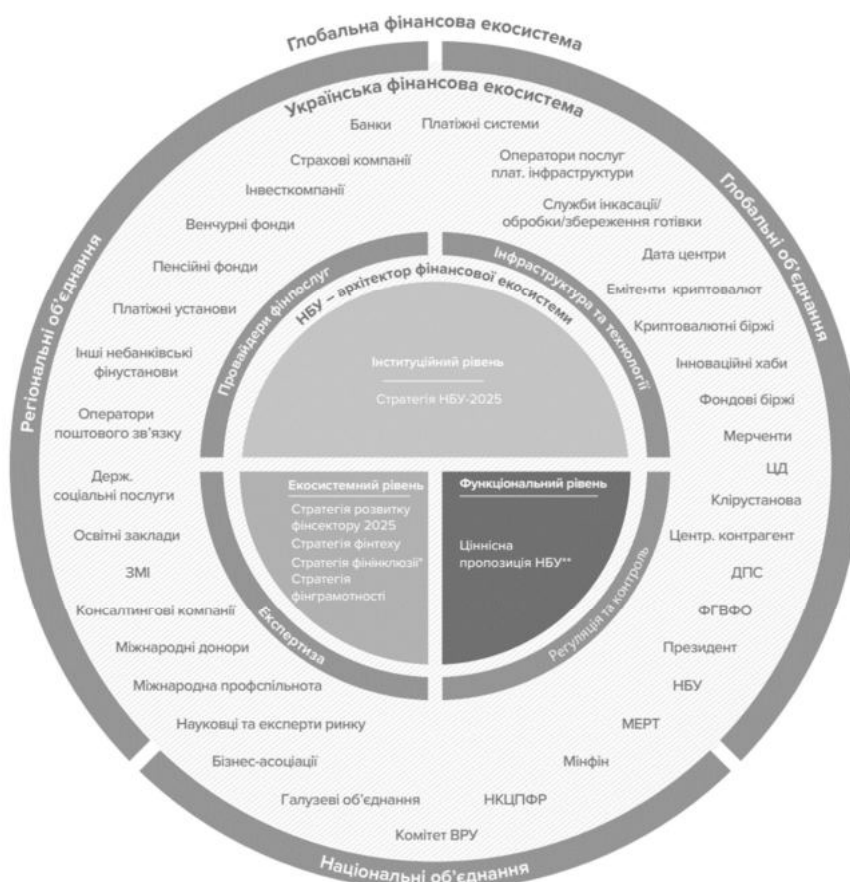 Глобальна фінансова екосистема
Українська фінансова екосистема
Регіональні об’єднання
Глобальні об’єднання
Банки
Платіжні системи
Страхові компанії
Оператори послуг
плат. інфраструктури
Інвесткомпанії
Служби інкасації/
обробки/збереження готівки
Венчурні фонди
Дата центри
Пенсійні фонди
Емітенти криптовалют
Платіжні установи
Криптовалютні біржі
Інші небанківські
фінустанови
Інноваційні хаби
Фондові біржі
Оператори
поштового зв’язку
Мерченти
ЦД
Держ.
соціальні послуги
Клірустанова
Освітні заклади
Центр. контрагент
ЗМІ
ДПС
Консалтингові компанії
ФГВФО
Міжнародні донори
Президент
Міжнародна профспільнота
НБУ
Науковці та експерти ринку
МЕРТ
Бізнес-асоціації
Мінфін
Галузеві об’єднання
НКЦПФР
Комітет ВРУ
Провайдери фінпослуг
Інфраструктура та технології
НБУ – архітектор фінансової екосистеми
Інституційний рівень
Стратегія НБУ-2025
Екосистемний рівень
Стратегія розвитку
фінсектору 2025
Стратегія фінтеху
Стратегія фінінклюзії*
Стратегія
фінграмотності
Функціональний рівень
Ціннісна
пропозиція НБУ**
Експертиза
Регуляція та контроль
Національні об’єднання